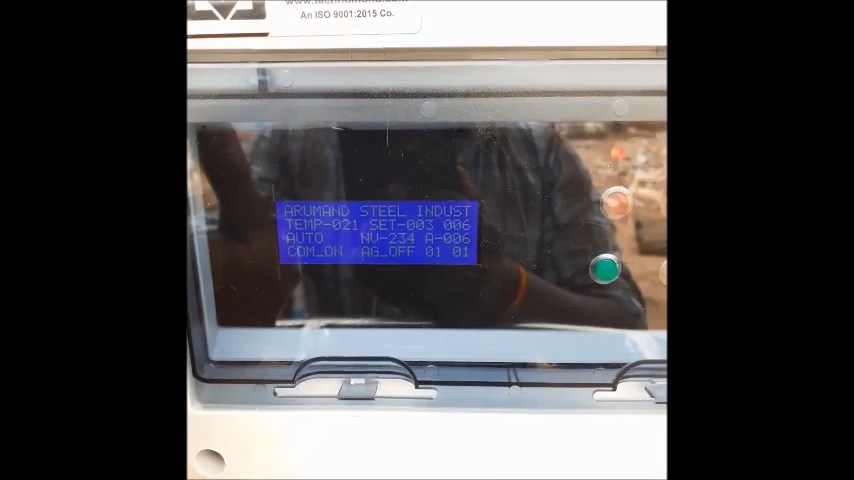 An ISO 9001:2015 Co.
ARUMAND STEEL INDUST
TEMP-021 SET-003 006
AUTO NV-234 A-006
COM_ON AG_OFF 01 01